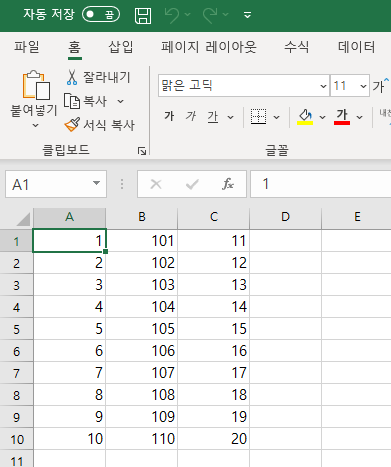 자동 저장 끔
파일 홈 삽입 페이지 레이아웃 수식 데이터
붙여넣기
잘라내기
복사
서식 복사
클립보드
맑은 고딕 11 가
가 가 가 가
글꼴
A1 fx 1
A B C D E
1 1 101 11
2 2 102 12
3 3 103 13
4 4 104 14
5 5 105 15
6 6 106 16
7 7 107 17
8 8 108 18
9 9 109 19
10 10 110 20
11